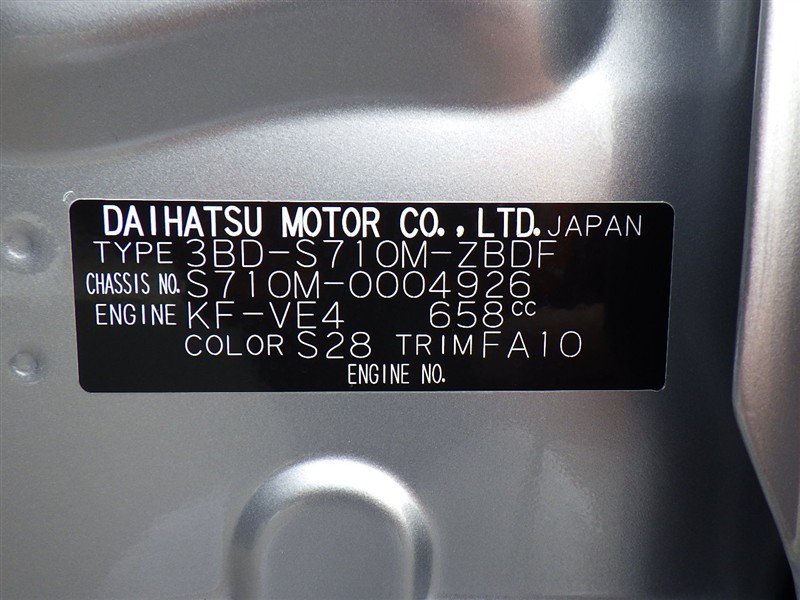 DAIHATSU MOTOR CO., LTD. JAPAN
TYPE 3BD-S710M-ZBDF
CHASSIS NO. S710M-0004926
ENGINE KF-VE4 658cc
COLOR S28 TRIM FA10
ENGINE NO.